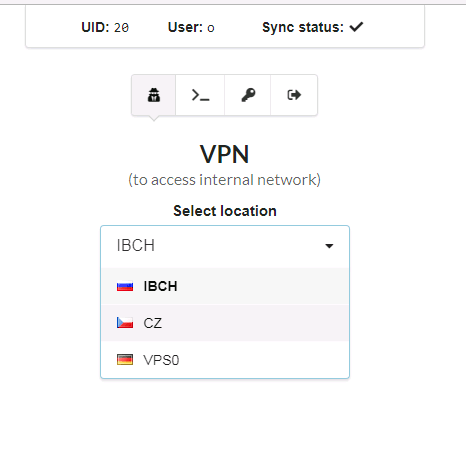 UID: 20 User: o Sync status:
VPN
(to access internal network)
Select location
IBCH
IBCH
CZ
VPS0